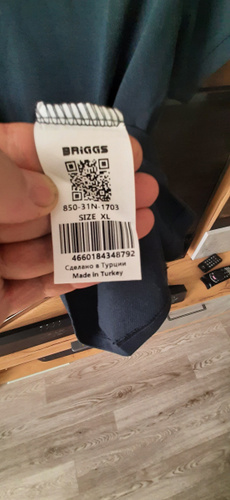 BRiGGS
850-31N-1703
SIZE XL
4660184348792
Сделано в Турции
Made in Turkey